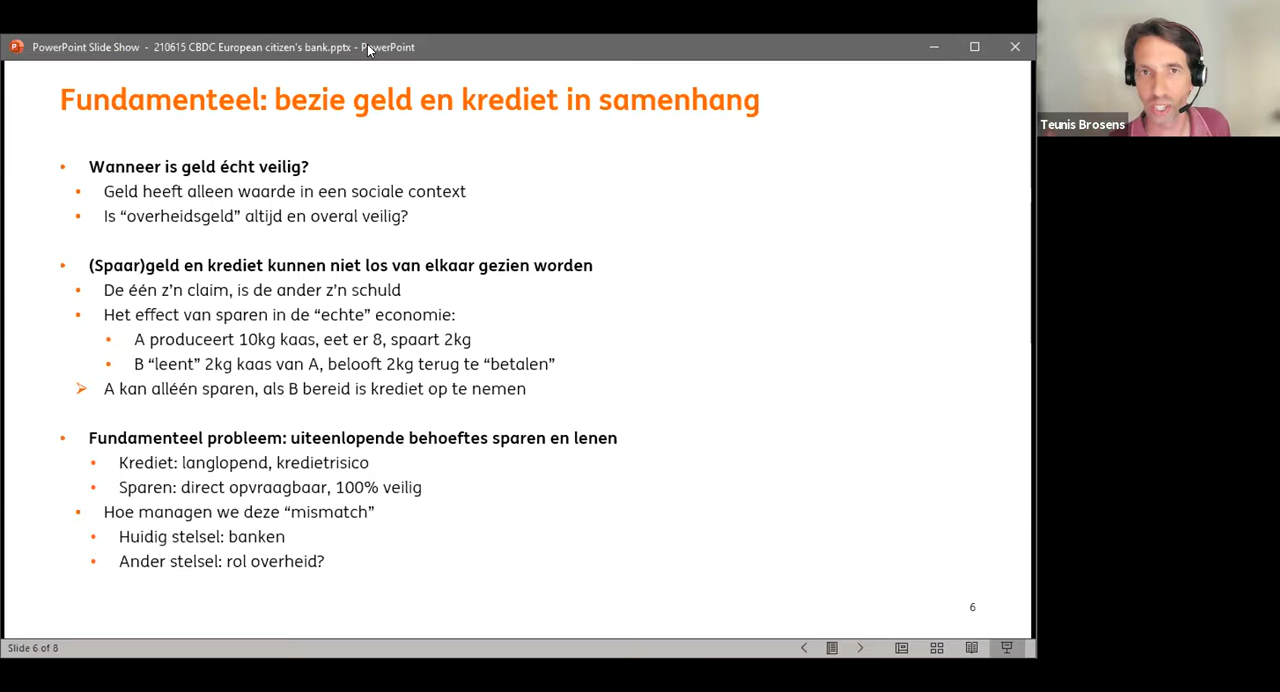 PowerPoint Slide Show - 210615 CBDC European citizen's bank.pptx - PowerPoint
Teunis Brosens
Fundamenteel: bezie geld en krediet in samenhang
• Wanneer is geld écht veilig?
• Geld heeft alleen waarde in een sociale context
• Is “overheidsgeld” altijd en overal veilig?
• (Spaar)geld en krediet kunnen niet los van elkaar gezien worden
• De één z’n claim, is de ander z’n schuld
• Het effect van sparen in de “echte” economie:
• A produceert 10kg kaas, eet er 8, spaart 2kg
• B “leent” 2kg kaas van A, belooft 2kg terug te “betalen”
➢ A kan alléén sparen, als B bereid is krediet op te nemen
• Fundamenteel probleem: uiteenlopende behoeftes sparen en lenen
• Krediet: langlopend, kredietrisico
• Sparen: direct opvraagbaar, 100% veilig
• Hoe managen we deze “mismatch”
• Huidig stelsel: banken
• Ander stelsel: rol overheid?
6
Slide 6 of 8